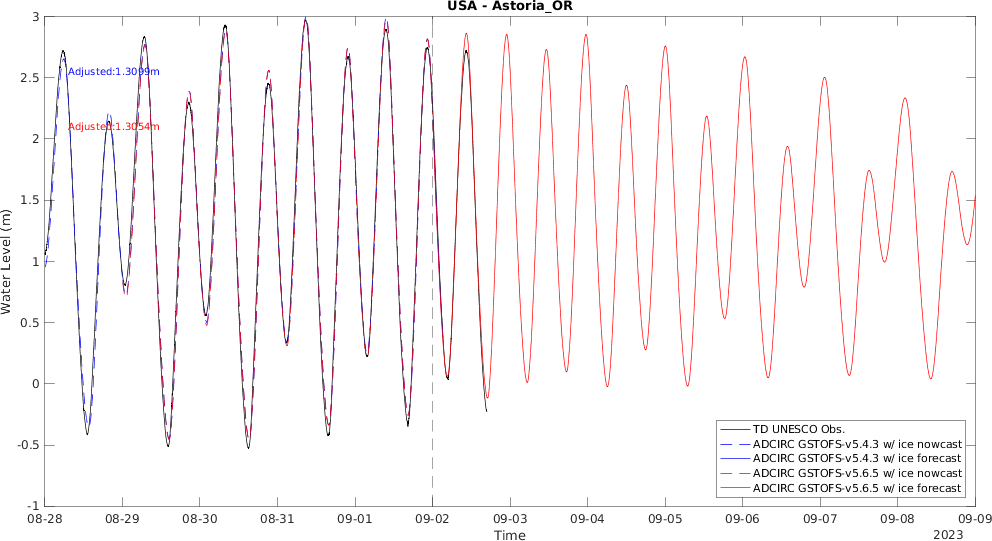 USA - Astoria_OR
3
2.5
2
1.5
1
0.5
0
-0.5
-1
Water Level (m)
Adjusted:1.3099m
Adjusted:1.3054m
TD UNESCO Obs.
ADCIRC GSTOFS-v5.4.3 w/ ice nowcast
ADCIRC GSTOFS-v5.4.3 w/ ice forecast
ADCIRC GSTOFS-v5.6.5 w/ ice nowcast
ADCIRC GSTOFS-v5.6.5 w/ ice forecast
08-28 08-29 08-30 08-31 09-01 09-02 09-03 09-04 09-05 09-06 09-07 09-08 09-09
Time
2023